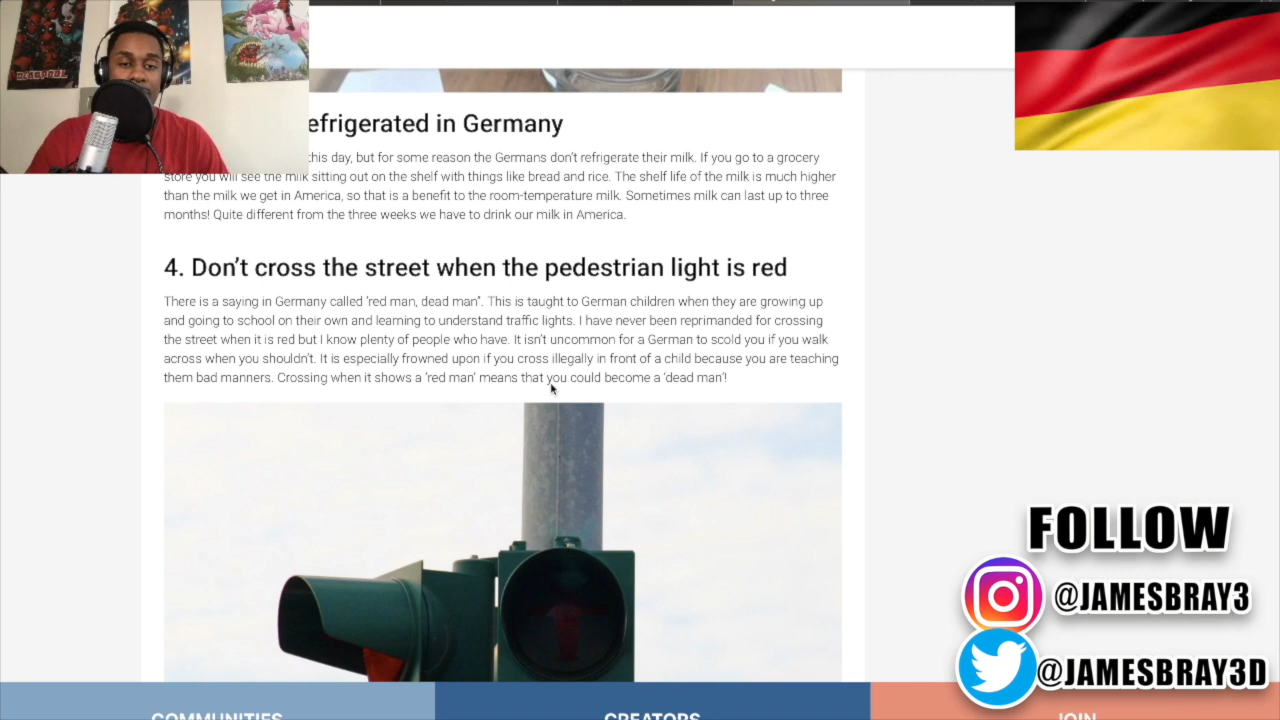 DEADPOOL
efrigerated in Germany
this day, but for some reason the Germans don't refrigerate their milk. If you go to a grocery
store you will see the milk sitting out on the shelf with things like bread and rice. The shelf life of the milk is much higher
than the milk we get in America, so that is a benefit to the room-temperature milk. Sometimes milk can last up to three
months! Quite different from the three weeks we have to drink our milk in America.
4. Don't cross the street when the pedestrian light is red
There is a saying in Germany called 'red man, dead man". This is taught to German children when they are growing up
and going to school on their own and learning to understand traffic lights. I have never been reprimanded for crossing
the street when it is red but I know plenty of people who have. It isn't uncommon for a German to scold you if you walk
across when you shouldn't. It is especially frowned upon if you cross illegally in front of a child because you are teaching
them bad manners. Crossing when it shows a 'red man' means that you could become a 'dead man'!
FOLLOW
@JAMESBRAY3
@JAMESBRAY3D
COMMUNITIES
CREATORS
JOIN